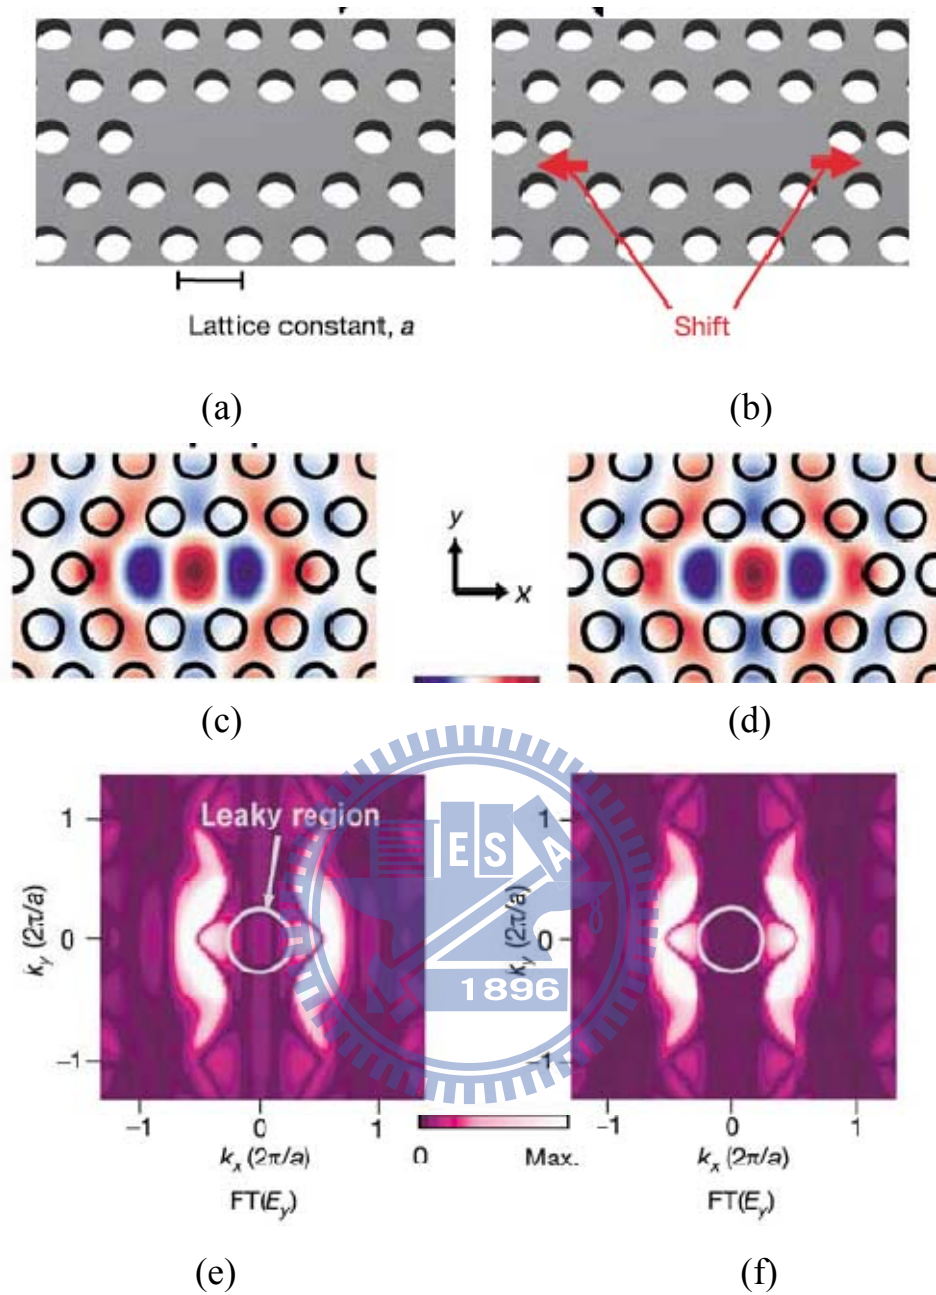 Lattice constant, a
Shift
(a)
(b)
y
x
(c)
(d)
Leaky region
1
0
−1
k_y (2π/a)
−1
0
1
k_x (2π/a)
FT(E_y)
1
0
−1
k_y (2π/a)
−1
0
1
k_x (2π/a)
FT(E_y)
0
Max.
ESA
1896
(e)
(f)